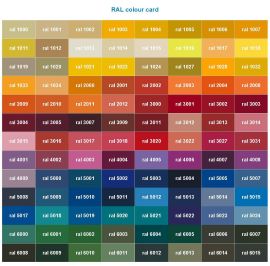 RAL colour card
ral 1000 ral 1001 ral 1002 ral 1003 ral 1004 ral 1005 ral 1006 ral 1007
ral 1011 ral 1012 ral 1013 ral 1014 ral 1015 ral 1016 ral 1017 ral 1018
ral 1019 ral 1020 ral 1021 ral 1023 ral 1024 ral 1027 ral 1028 ral 1032
ral 1033 ral 1034 ral 2000 ral 2001 ral 2002 ral 2003 ral 2004 ral 2008
ral 2009 ral 2010 ral 2011 ral 2012 ral 3000 ral 3001 ral 3002 ral 3003
ral 3004 ral 3005 ral 3007 ral 3009 ral 3011 ral 3012 ral 3013 ral 3014
ral 3015 ral 3016 ral 3017 ral 3018 ral 3020 ral 3022 ral 3027 ral 3031
ral 4001 ral 4002 ral 4003 ral 4004 ral 4005 ral 4006 ral 4007 ral 4008
ral 4009 ral 5000 ral 5001 ral 5002 ral 5003 ral 5004 ral 5005 ral 5007
ral 5008 ral 5009 ral 5010 ral 5011 ral 5012 ral 5013 ral 5014 ral 5015
ral 5017 ral 5018 ral 5019 ral 5020 ral 5021 ral 5022 ral 5023 ral 5024
ral 6000 ral 6001 ral 6002 ral 6003 ral 6004 ral 6005 ral 6006 ral 6007
ral 6008 ral 6009 ral 6010 ral 6011 ral 6012 ral 6013 ral 6014 ral 6015